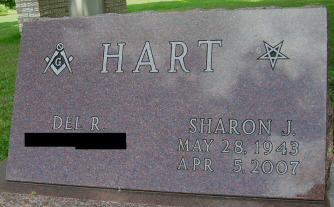 G HART
DEL R.
SHARON J.
MAY 28, 1943
APR 5, 2007